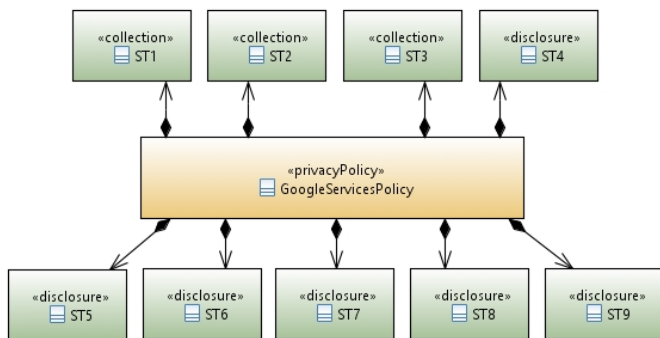 «collection»
ST1
«collection»
ST2
«collection»
ST3
«disclosure»
ST4
«privacyPolicy»
GoogleServicesPolicy
«disclosure»
ST5
«disclosure»
ST6
«disclosure»
ST7
«disclosure»
ST8
«disclosure»
ST9